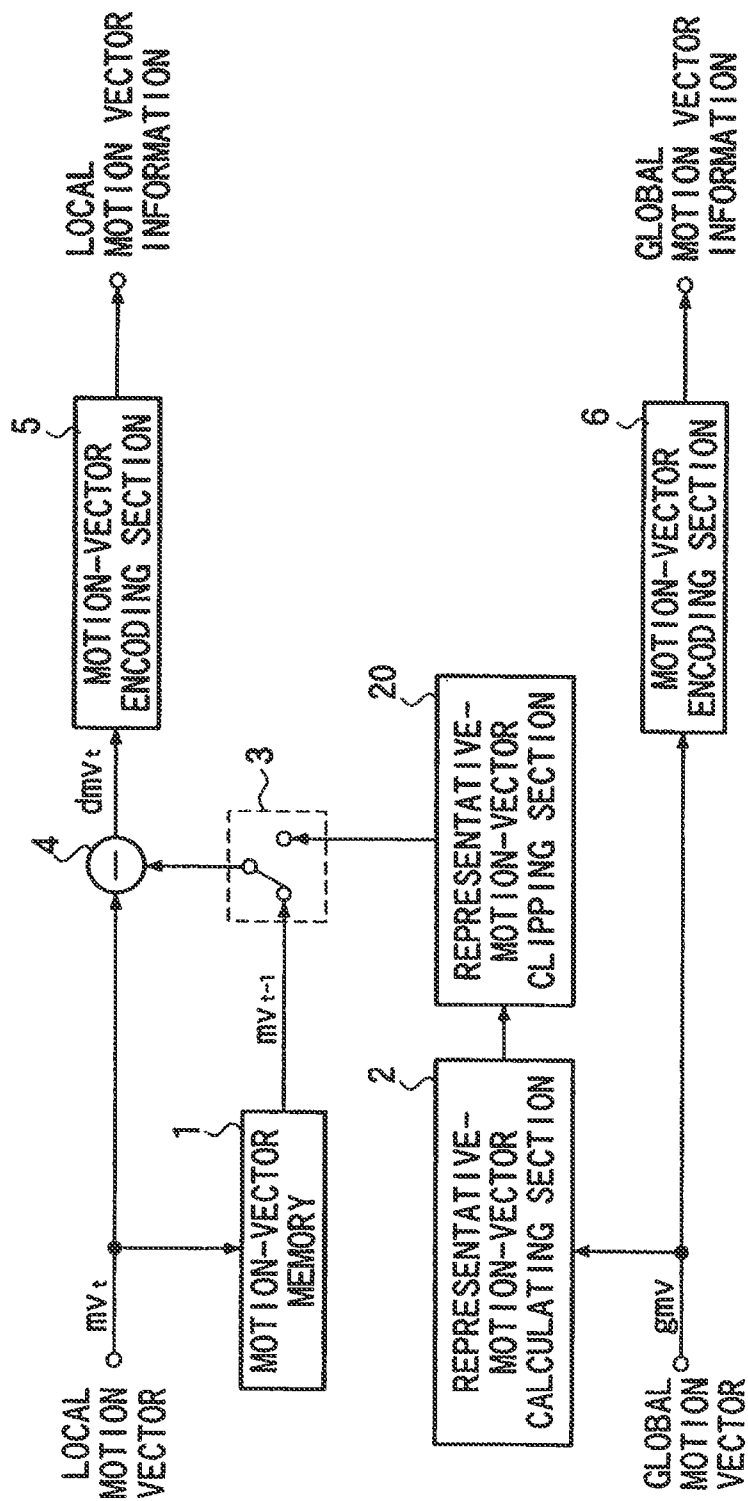 LOCAL
MOTION
VECTOR
mvt
1
MOTION-VECTOR
MEMORY
mvt-1
3
4
dmvt
5
MOTION-VECTOR
ENCODING SECTION
LOCAL
MOTION VECTOR
INFORMATION
2
REPRESENTATIVE-
MOTION-VECTOR
CALCULATING SECTION
20
REPRESENTATIVE-
MOTION-VECTOR
CLIPPING SECTION
GLOBAL
MOTION
VECTOR
gmv
6
MOTION-VECTOR
ENCODING SECTION
GLOBAL
MOTION VECTOR
INFORMATION